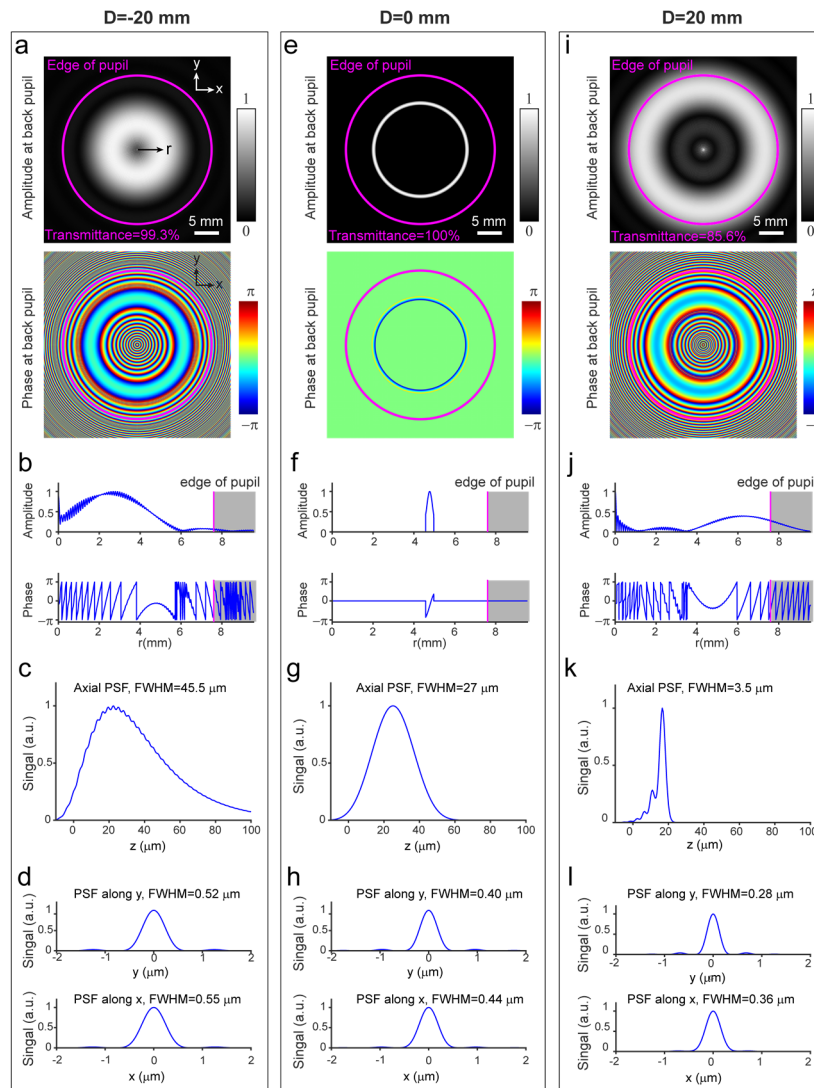 D=-20 mm
a
Edge of pupil
y
x
r
5 mm
Transmittance=99.3%
Amplitude at back pupil
1
0
y
x
Phase at back pupil
π
−π
b
edge of pupil
Amplitude
1
0.5
0
0 2 4 6 8
Phase
π
0
−π
0 2 4 6 8
r(mm)
c
Axial PSF, FWHM=45.5 μm
Singal (a.u.)
1
0.5
0
0 20 40 60 80 100
z (μm)
d
PSF along y, FWHM=0.52 μm
Singal (a.u.)
1
0.5
0
-2 -1 0 1 2
y (μm)
PSF along x, FWHM=0.55 μm
Singal (a.u.)
1
0.5
0
-2 -1 0 1 2
x (μm)
D=0 mm
e
Edge of pupil
5 mm
Transmittance=100%
Amplitude at back pupil
1
0
Phase at back pupil
π
−π
f
edge of pupil
Amplitude
1
0.5
0
0 2 4 6 8
Phase
π
0
−π
0 2 4 6 8
r(mm)
g
Axial PSF, FWHM=27 μm
Singal (a.u.)
1
0.5
0
0 20 40 60 80 100
z (μm)
h
PSF along y, FWHM=0.40 μm
Singal (a.u.)
1
0.5
0
-2 -1 0 1 2
y (μm)
PSF along x, FWHM=0.44 μm
Singal (a.u.)
1
0.5
0
-2 -1 0 1 2
x (μm)
D=20 mm
i
Edge of pupil
5 mm
Transmittance=85.6%
Amplitude at back pupil
1
0
Phase at back pupil
π
−π
j
edge of pupil
Amplitude
1
0.5
0
0 2 4 6 8
Phase
π
0
−π
0 2 4 6 8
r(mm)
k
Axial PSF, FWHM=3.5 μm
Singal (a.u.)
1
0.5
0
0 20 40 60 80 100
z (μm)
l
PSF along y, FWHM=0.28 μm
Singal (a.u.)
1
0.5
0
-2 -1 0 1 2
y (μm)
PSF along x, FWHM=0.36 μm
Singal (a.u.)
1
0.5
0
-2 -1 0 1 2
x (μm)